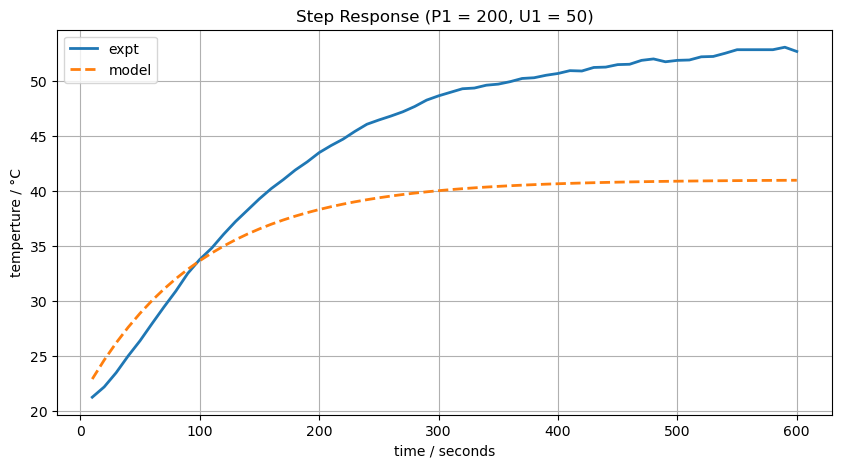 Step Response (P1 = 200, U1 = 50)
expt
model
temperture / °C
50
45
40
35
30
25
20
0 100 200 300 400 500 600
time / seconds